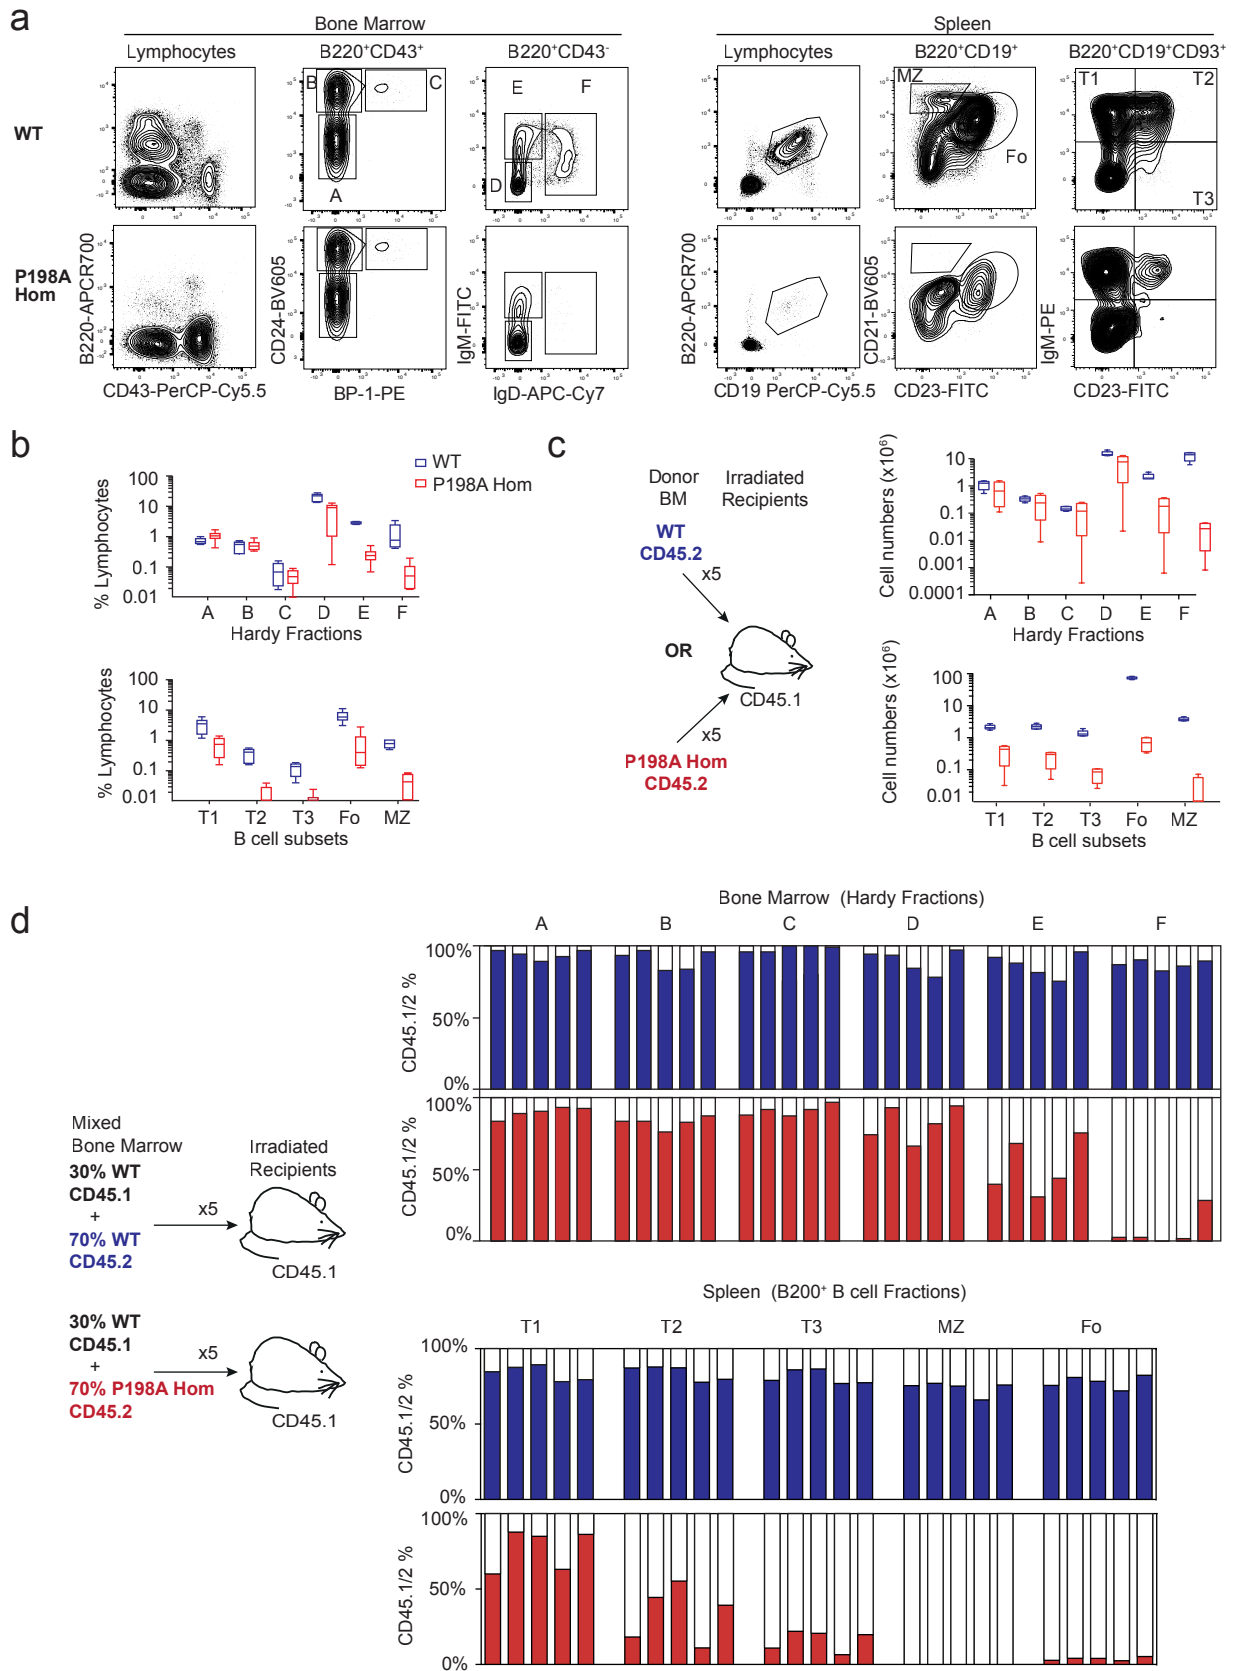 a
Bone Marrow
Spleen
Lymphocytes
B220⁺CD43⁺
B220⁺CD43⁻
Lymphocytes
B220⁺CD19⁺
B220⁺CD19⁺CD93⁺
WT
B
C
A
E
F
D
MZ
Fo
T1
T2
T3
P198A
Hom
B220-APCR700
CD24-BV605
IgM-FITC
B220-APCR700
CD21-BV605
IgM-PE
CD43-PerCP-Cy5.5
BP-1-PE
IgD-APC-Cy7
CD19 PerCP-Cy5.5
CD23-FITC
CD23-FITC
b
WT
P198A Hom
% Lymphocytes
100
10
1
0.1
0.01
A B C D E F
Hardy Fractions
% Lymphocytes
100
10
1
0.1
0.01
T1 T2 T3 Fo MZ
B cell subsets
c
Donor
BM
Irradiated
Recipients
WT
CD45.2
x5
OR
CD45.1
x5
P198A Hom
CD45.2
Cell numbers (x10⁶)
10
1
0.1
0.01
0.001
0.0001
A B C D E F
Hardy Fractions
Cell numbers (x10⁶)
100
10
1
0.1
0.01
T1 T2 T3 Fo MZ
B cell subsets
d
Bone Marrow (Hardy Fractions)
A B C D E F
100%
50%
0%
CD45.1/2 %
100%
50%
0%
CD45.1/2 %
Mixed
Bone Marrow
30% WT
CD45.1
+
70% WT
CD45.2
x5
Irradiated
Recipients
CD45.1
30% WT
CD45.1
+
70% P198A Hom
CD45.2
x5
CD45.1
Spleen (B200⁺ B cell Fractions)
T1 T2 T3 MZ Fo
100%
50%
0%
CD45.1/2 %
100%
50%
0%
CD45.1/2 %